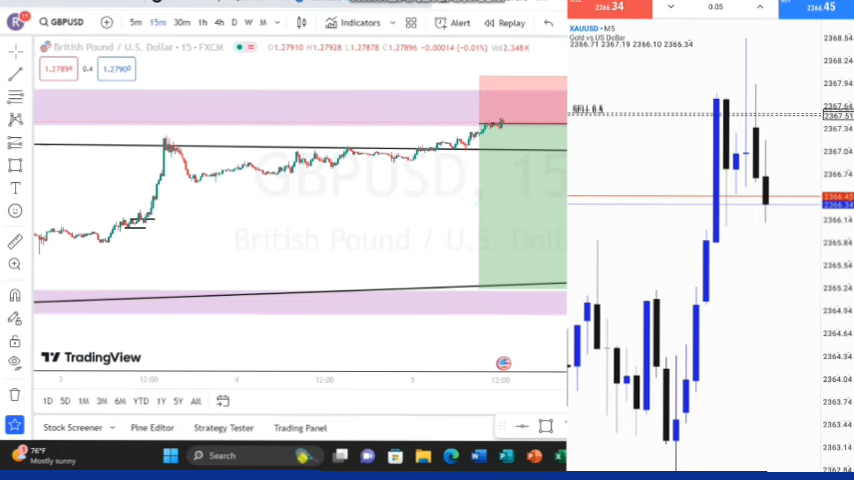 GBPUSD
5m 15m 30m 1h 4h D W M
Indicators
Alert
Replay
British Pound / U.S. Dollar • 15 • FXCM
O1.27910 H1.27928 L1.27878 C1.27896 −0.00014 (−0.015%) Vol2.348K
0.4
GBPUSD, 15
British Pound / U.S. Doll
TradingView
3 12:00 4 12:00 5 12:00
1D 5D 1M 3M 6M YTD 1Y 5Y All
Stock Screener
Pine Editor
Strategy Tester
Trading Panel
76°F
Mostly sunny
Search
2366.34
0.05
2366.45
XAUUSD • M5
Gold vs US Dollar
2366.71 2367.19 2366.10 2366.34
2368.54
2368.24
2367.94
2367.64
2367.51
2367.34
2367.04
2366.74
2366.45
2366.34
2366.14
2365.84
2365.54
2365.24
2364.94
2364.64
2364.34
2364.04
2363.74
2363.44
2363.14
2362.84